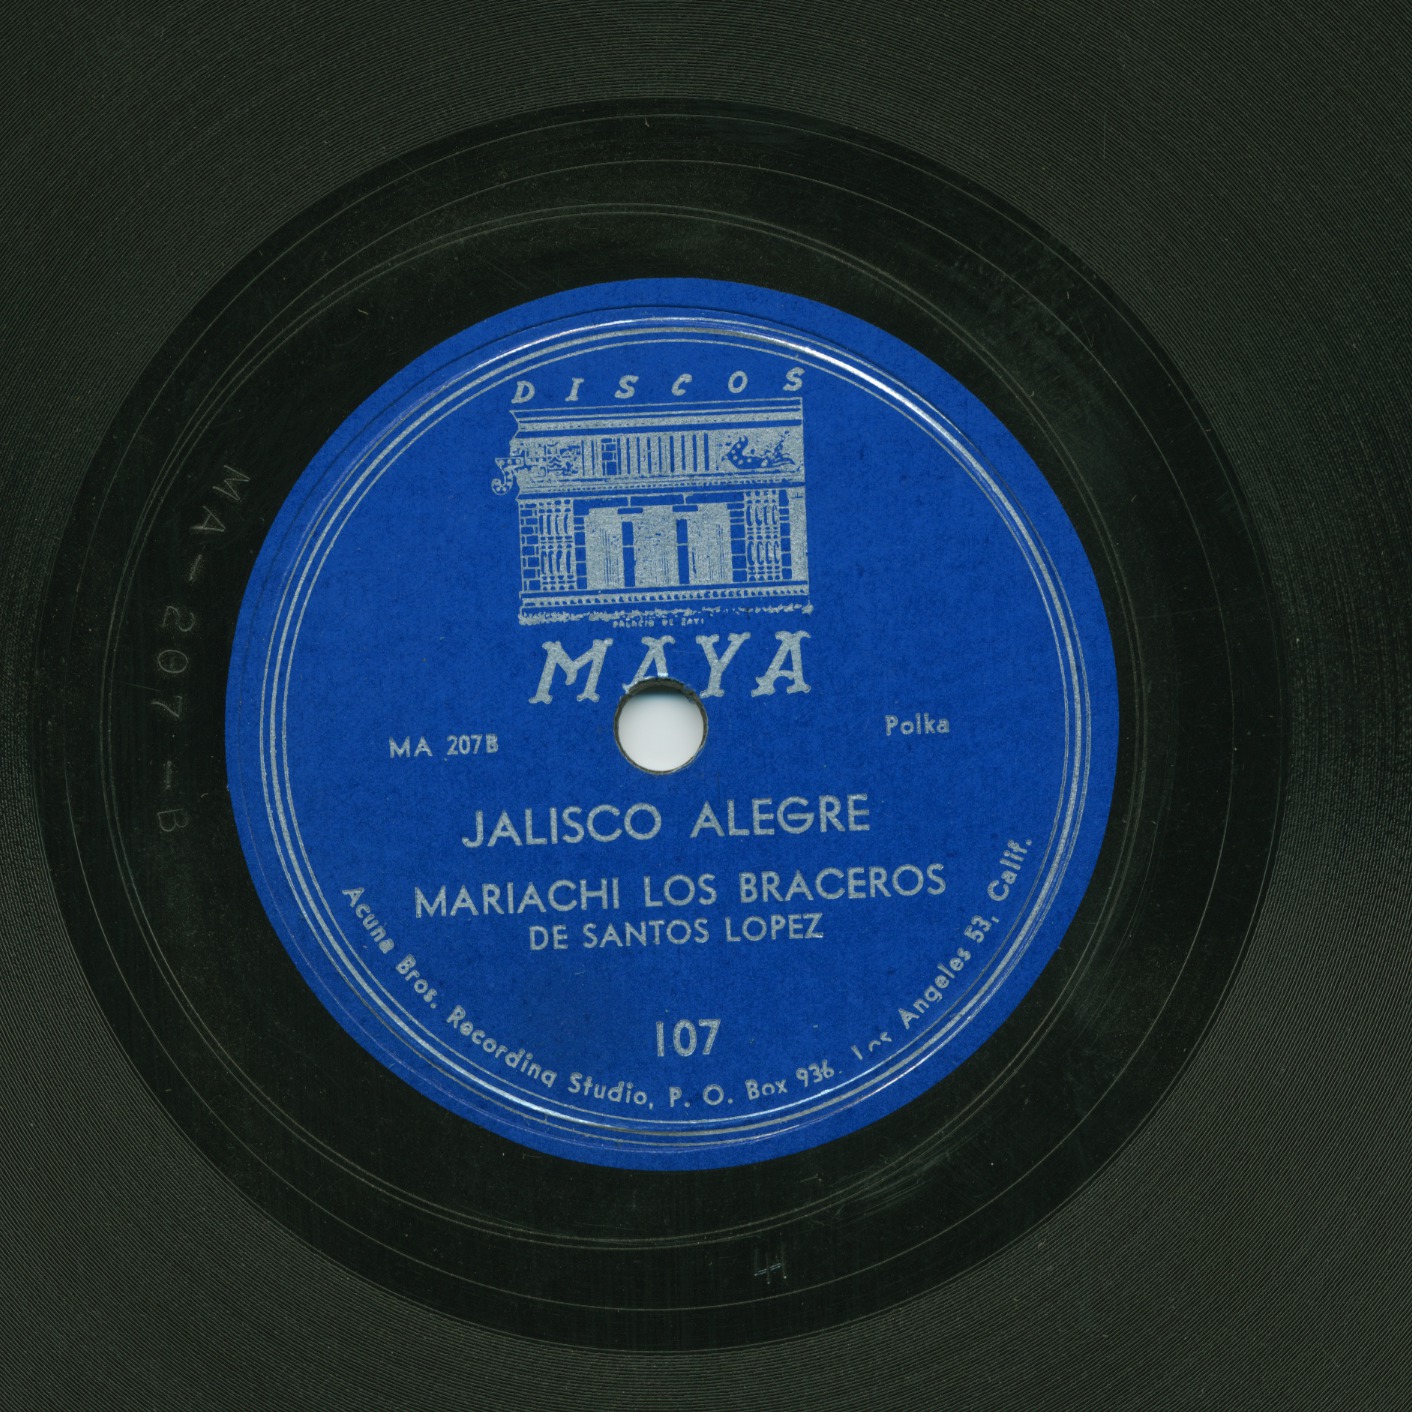 DISCOS
PALACIO DE ZAYI
MAYA
MA 207B
Polka
JALISCO ALEGRE
MARIACHI LOS BRACEROS
DE SANTOS LOPEZ
107
Acuna Bros. Recording Studio, P. O. Box 936, Los Angeles 53, Calif.
MA-207-B